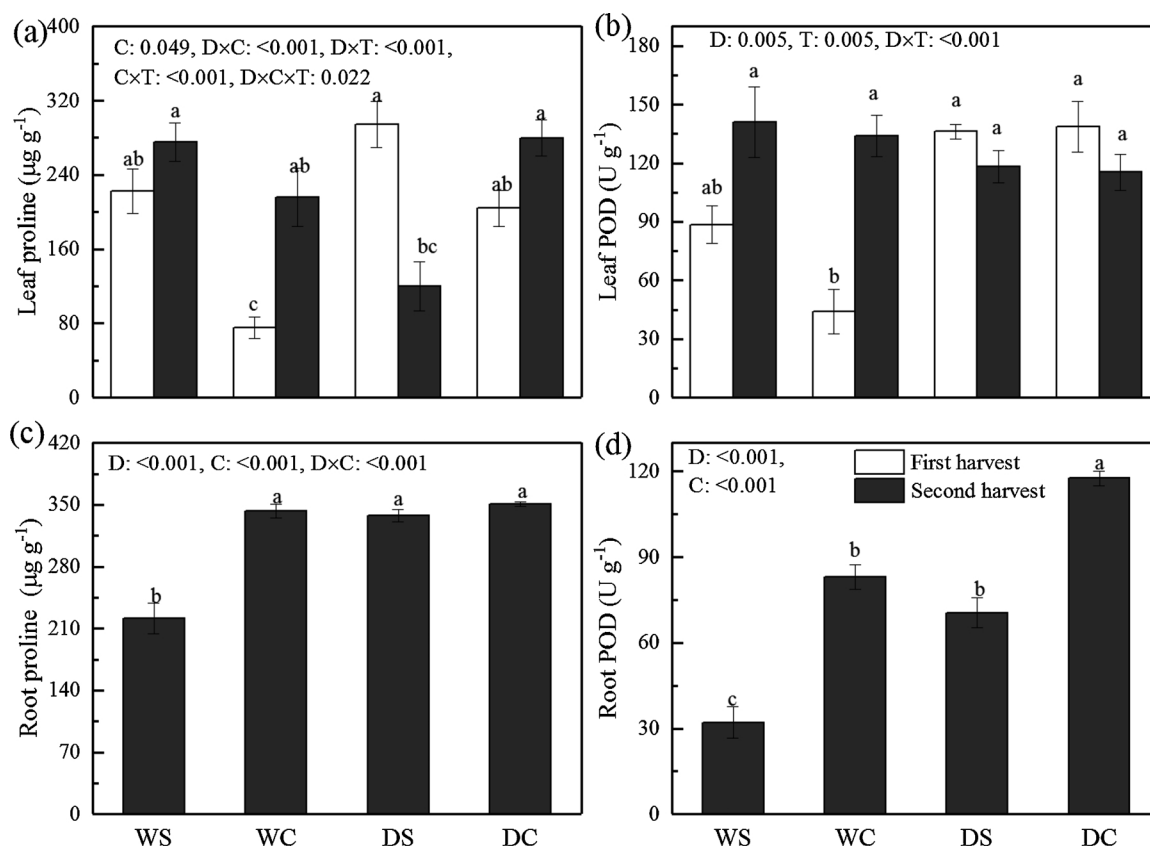 (a)
C: 0.049, D×C: <0.001, D×T: <0.001,
C×T: <0.001, D×C×T: 0.022
Leaf proline (μg g⁻¹)
400
320
240
160
80
0
ab
a
c
ab
a
bc
ab
a
(b)
D: 0.005, T: 0.005, D×T: <0.001
Leaf POD (U g⁻¹)
180
150
120
90
60
30
0
ab
a
b
a
a
a
a
a
(c)
D: <0.001, C: <0.001, D×C: <0.001
Root proline (μg g⁻¹)
420
350
280
210
140
70
0
b
a
a
a
WS
WC
DS
DC
(d)
D: <0.001,
C: <0.001
First harvest
Second harvest
Root POD (U g⁻¹)
120
90
60
30
0
c
b
b
a
WS
WC
DS
DC